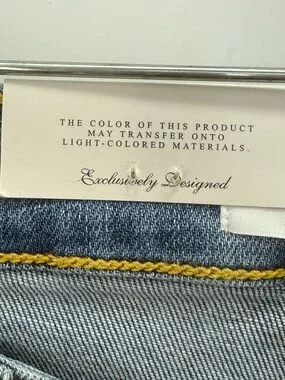 THE COLOR OF THIS PRODUCT
MAY TRANSFER ONTO
LIGHT-COLORED MATERIALS.
Exclusively Designed